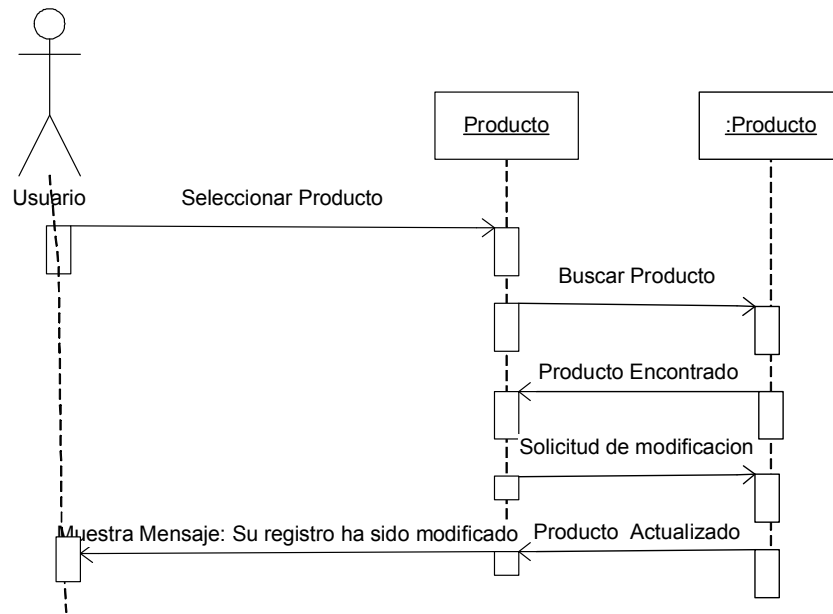 Producto
:Producto
Usuario
Seleccionar Producto
Buscar Producto
Producto Encontrado
Solicitud de modificacion
Muestra Mensaje: Su registro ha sido modificado
Producto Actualizado